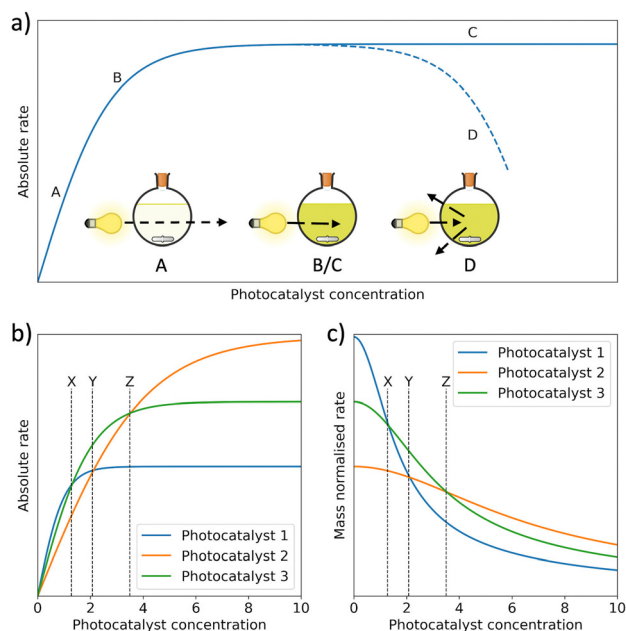 a)
Absolute rate
A
B
C
D
A
B/C
D
Photocatalyst concentration
b)
Absolute rate
X
Y
Z
Photocatalyst 1
Photocatalyst 2
Photocatalyst 3
0
2
4
6
8
10
Photocatalyst concentration
c)
Mass normalised rate
X
Y
Z
Photocatalyst 1
Photocatalyst 2
Photocatalyst 3
0
2
4
6
8
10
Photocatalyst concentration